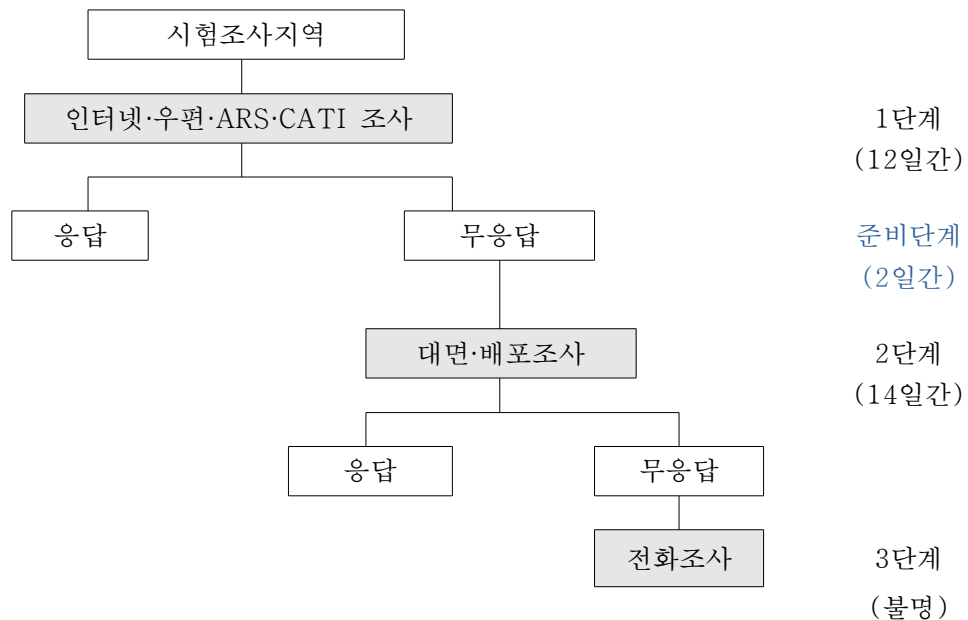 시험조사지역
인터넷·우편·ARS·CATI 조사
1단계
(12일간)
응답
무응답
준비단계
(2일간)
대면·배포조사
2단계
(14일간)
응답
무응답
전화조사
3단계
(불명)